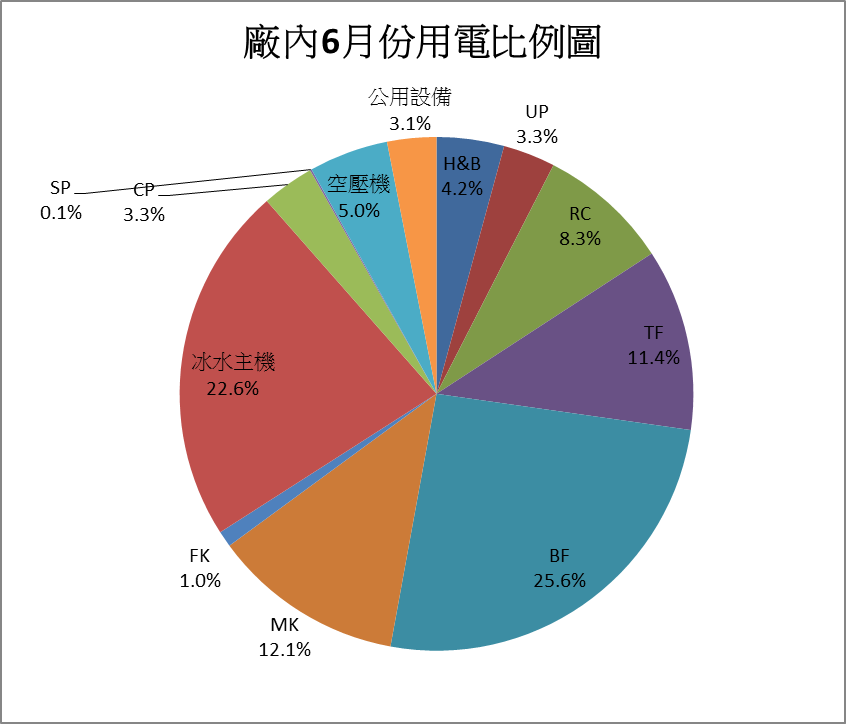 廠內6月份用電比例圖
公用設備
3.1%
H&B
4.2%
UP
3.3%
RC
8.3%
TF
11.4%
BF
25.6%
MK
12.1%
FK
1.0%
冰水主機
22.6%
CP
3.3%
SP
0.1%
空壓機
5.0%